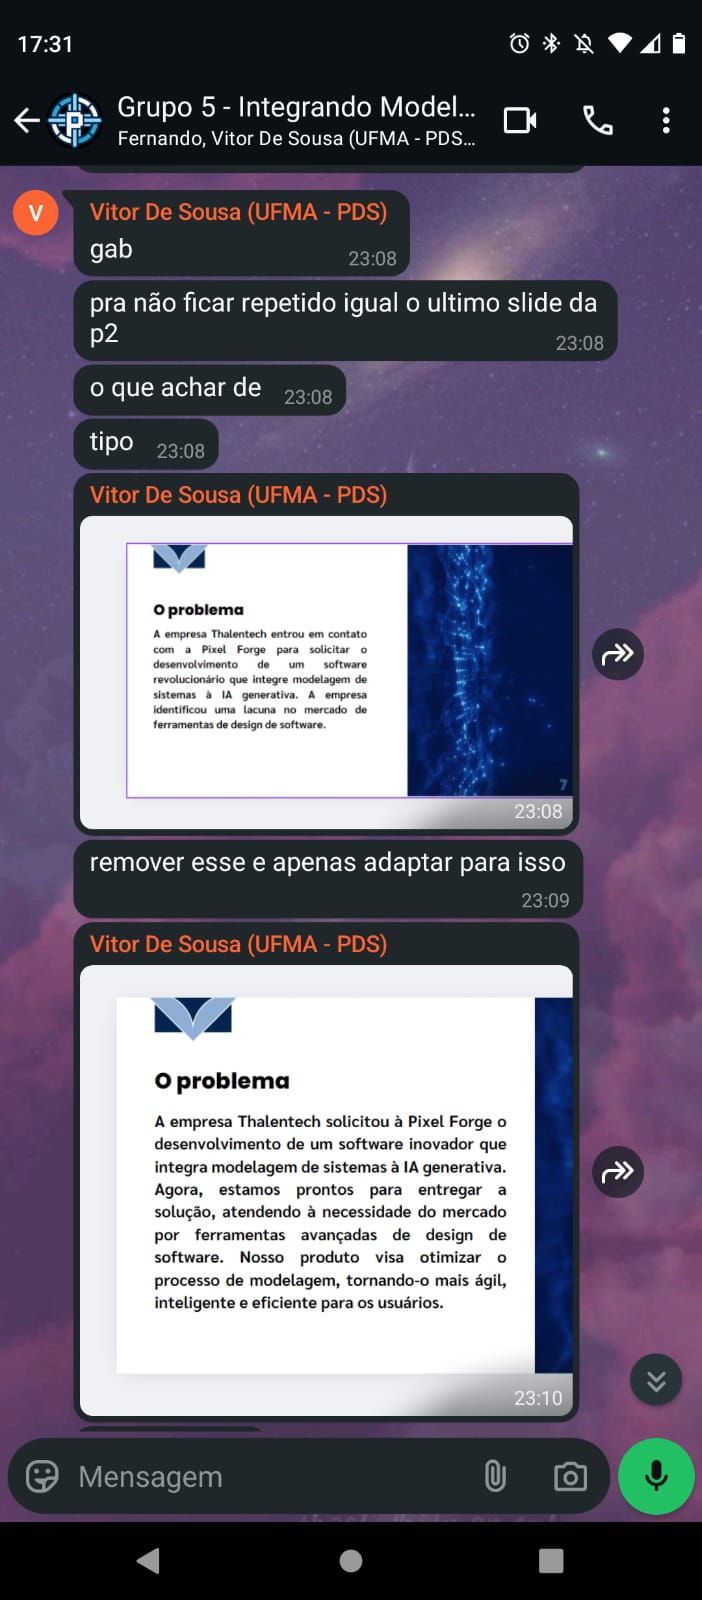 17:31
Grupo 5 - Integrando Model...
Fernando, Vitor De Sousa (UFMA - PDS...
V
Vitor De Sousa (UFMA - PDS)
gab
23:08
pra não ficar repetido igual o ultimo slide da
p2
23:08
o que achar de
23:08
tipo
23:08
Vitor De Sousa (UFMA - PDS)
O problema
A empresa Thalentech entrou em contato
com a Pixel Forge para solicitar o
desenvolvimento de um software
revolucionário que integre modelagem de
sistemas à IA generativa. A empresa
identificou uma lacuna no mercado de
ferramentas de design de software.
7
23:08
remover esse e apenas adaptar para isso
23:09
Vitor De Sousa (UFMA - PDS)
O problema
A empresa Thalentech solicitou à Pixel Forge o
desenvolvimento de um software inovador que
integra modelagem de sistemas à IA generativa.
Agora, estamos prontos para entregar a
solução, atendendo à necessidade do mercado
por ferramentas avançadas de design de
software. Nosso produto visa otimizar o
processo de modelagem, tornando-o mais ágil,
inteligente e eficiente para os usuários.
23:10
Mensagem